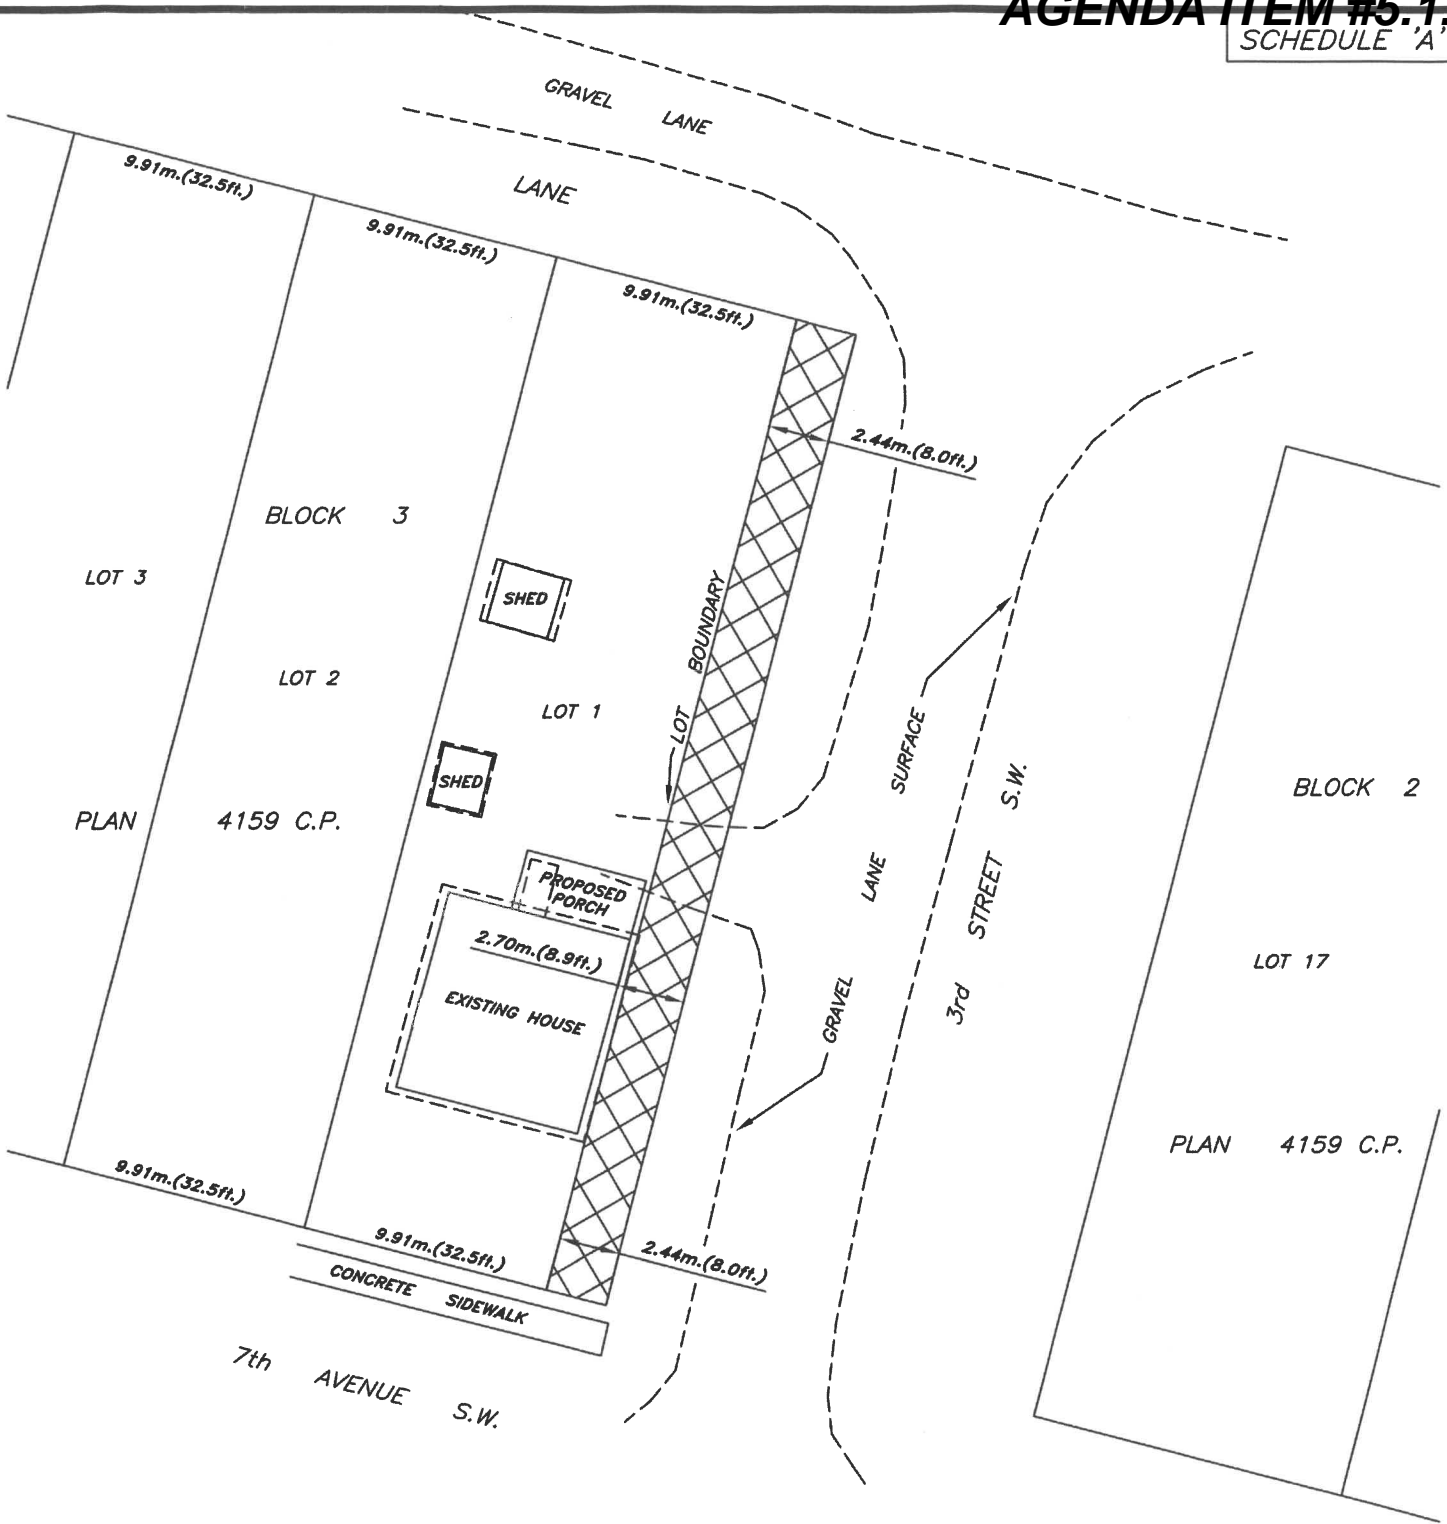 AGENDA ITEM #5.1.
SCHEDULE 'A'
GRAVEL LANE
LANE
9.91m.(32.5ft.)
9.91m.(32.5ft.)
9.91m.(32.5ft.)
2.44m.(8.0ft.)
BLOCK 3
LOT 3
SHED
LOT BOUNDARY
LOT 2
LOT 1
SHED
PLAN 4159 C.P.
GRAVEL LANE SURFACE
3rd STREET S.W.
BLOCK 2
PROPOSED
PORCH
2.70m.(8.9ft.)
EXISTING HOUSE
LOT 17
PLAN 4159 C.P.
9.91m.(32.5ft.)
9.91m.(32.5ft.)
2.44m.(8.0ft.)
CONCRETE SIDEWALK
7th AVENUE S.W.